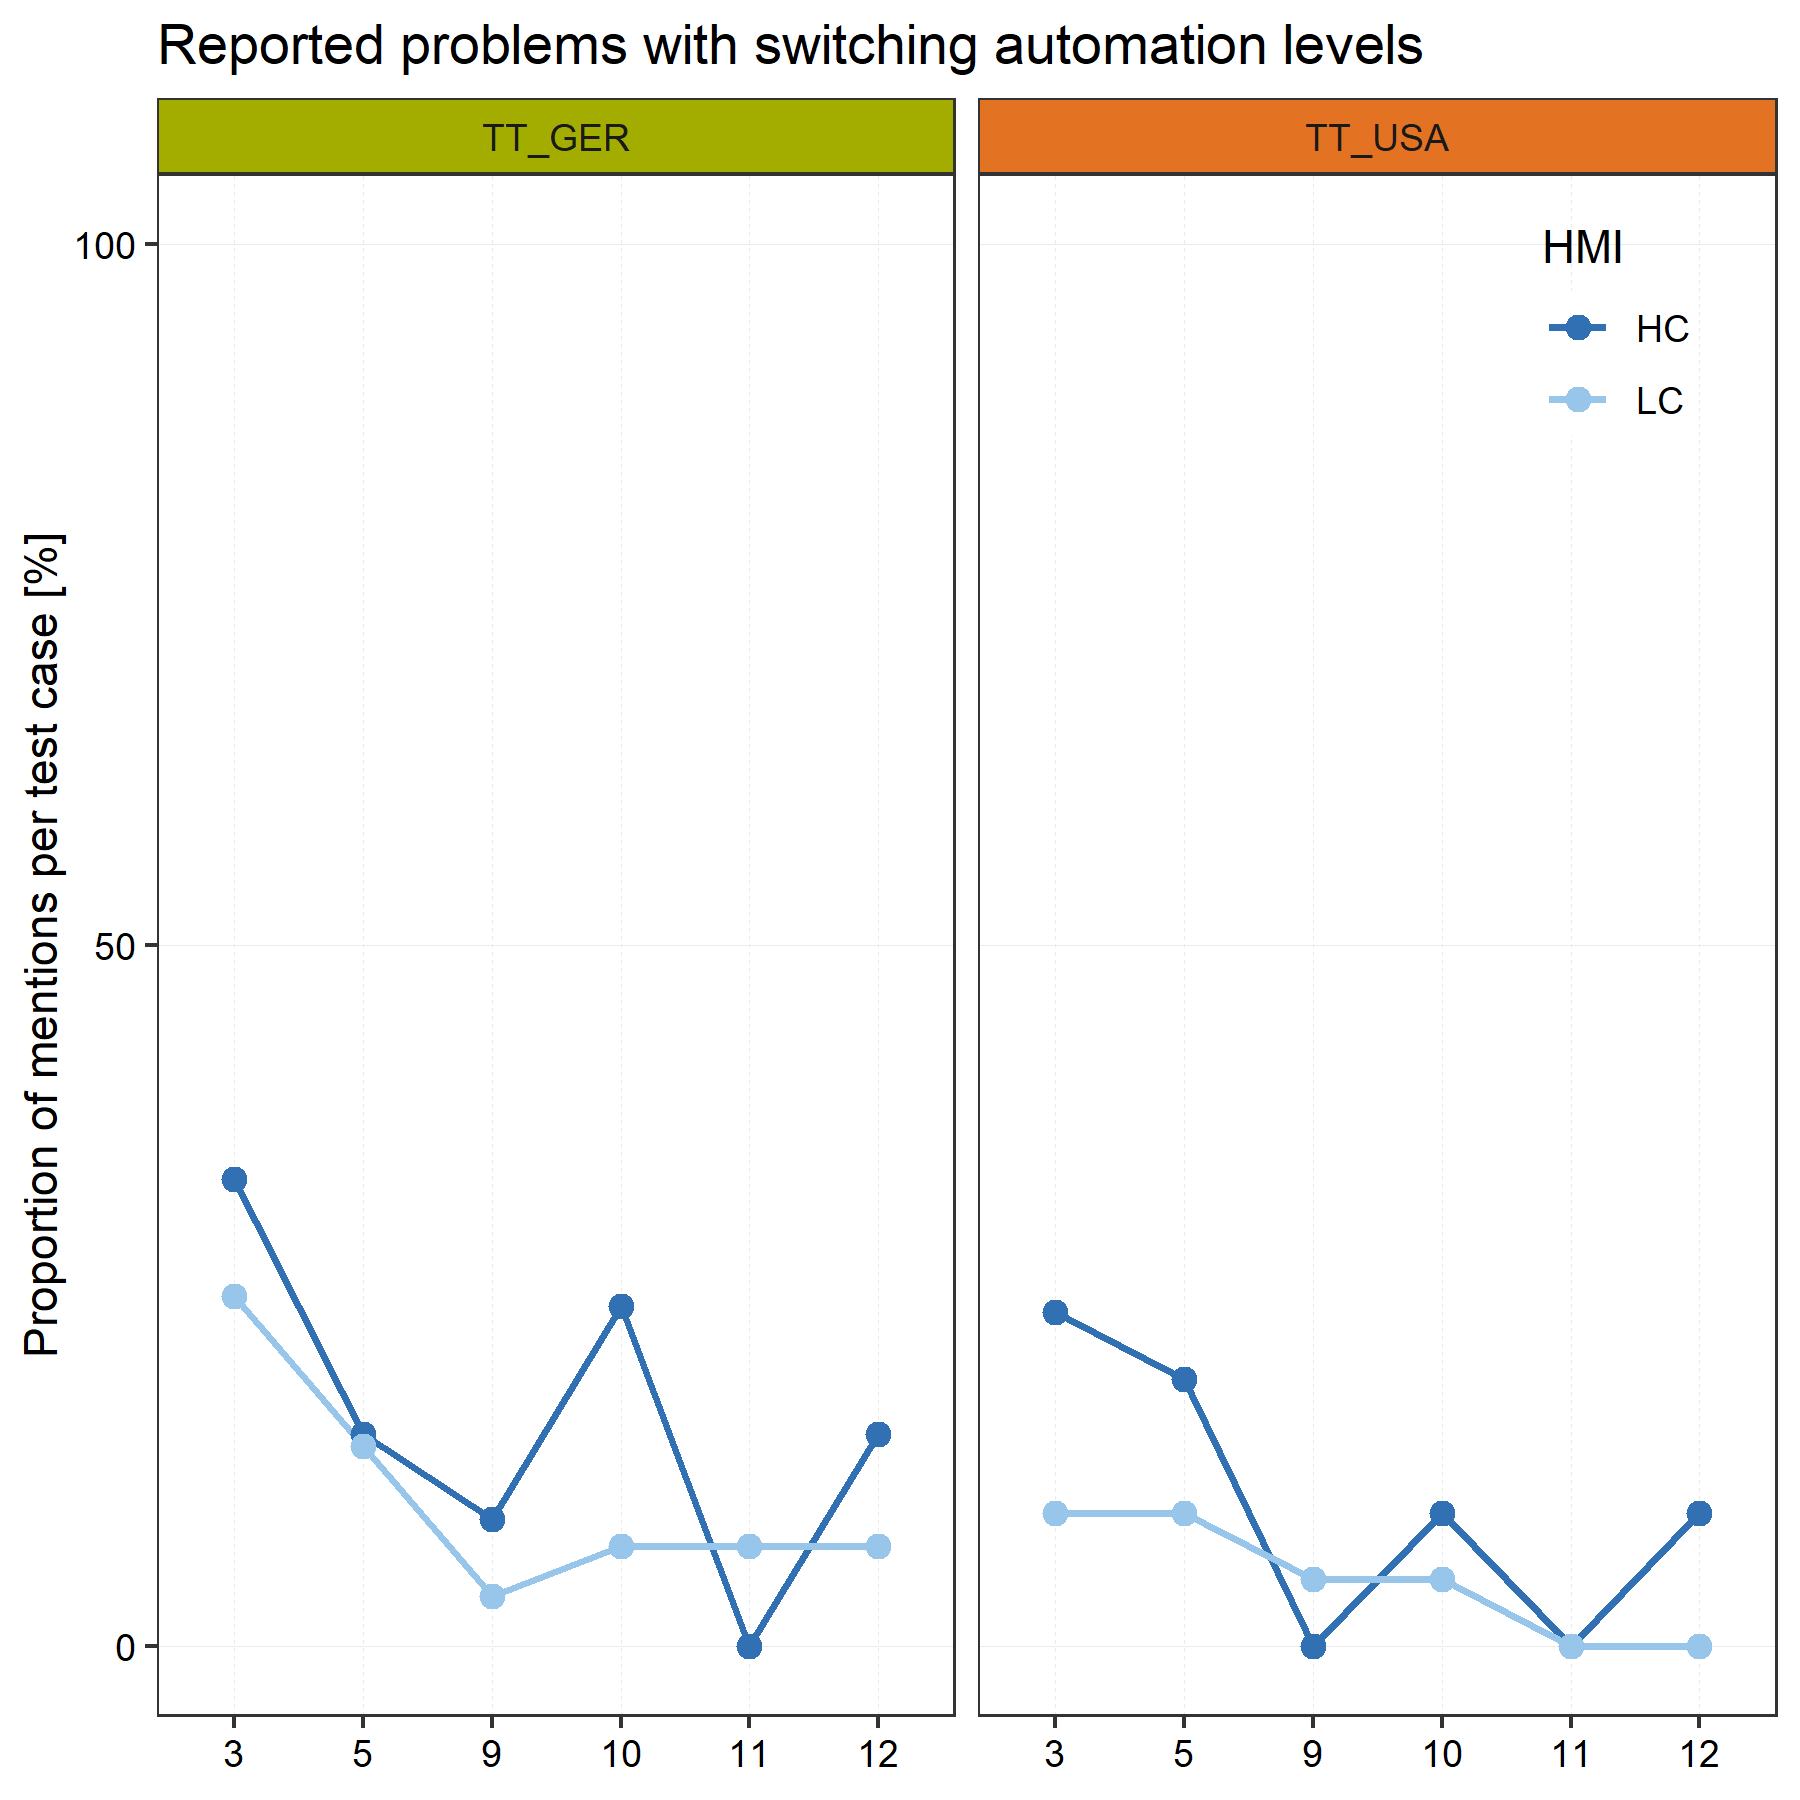 Reported problems with switching automation levels
TT_GER
TT_USA
Proportion of mentions per test case [%]
100
50
0
HMI
HC
LC
3 5 9 10 11 12
3 5 9 10 11 12